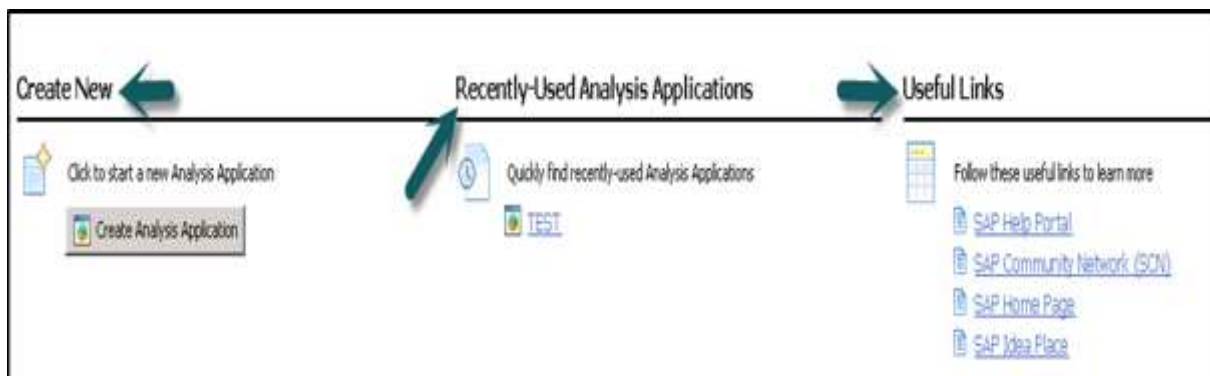 Create New
Click to start a new Analysis Application
Create Analysis Application
Recently-Used Analysis Applications
Quickly find recently-used Analysis Applications
TEST
Useful Links
Follow these useful links to learn more
SAP Help Portal
SAP Community Network (SCN)
SAP Home Page
SAP Idea Place